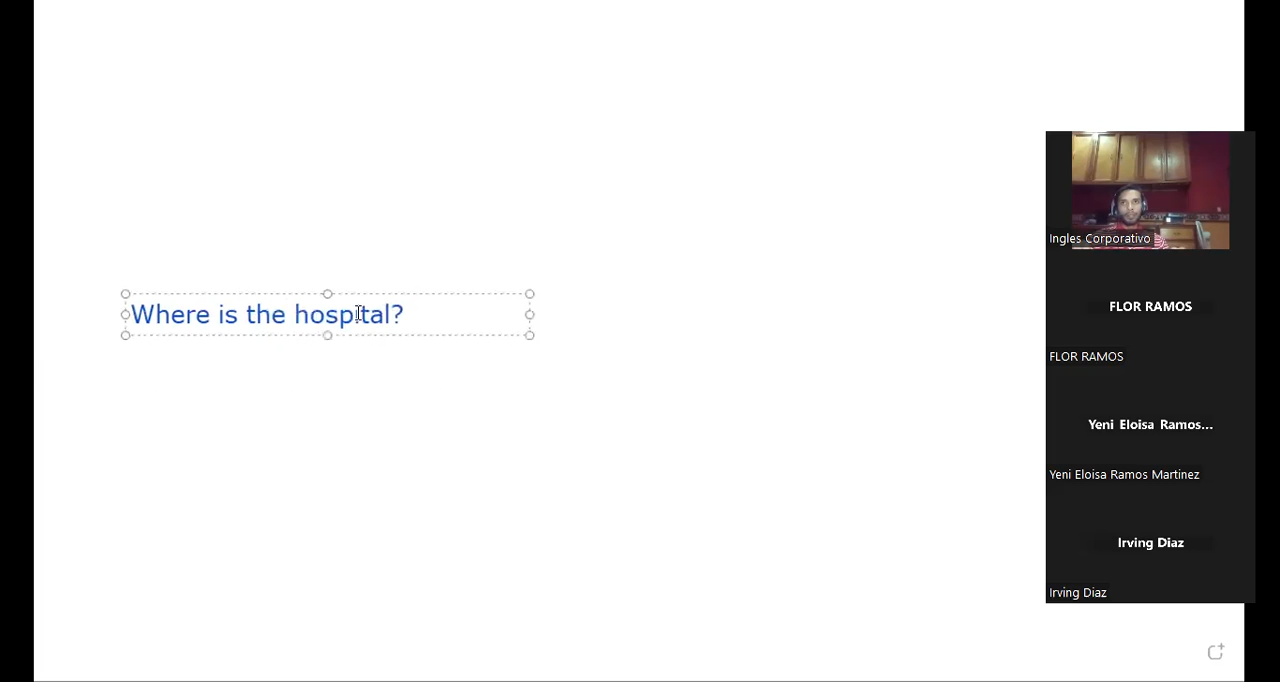 Where is the hospital?
Ingles Corporativo
FLOR RAMOS
FLOR RAMOS
Yeni Eloisa Ramos...
Yeni Eloisa Ramos Martinez
Irving Diaz
Irving Diaz